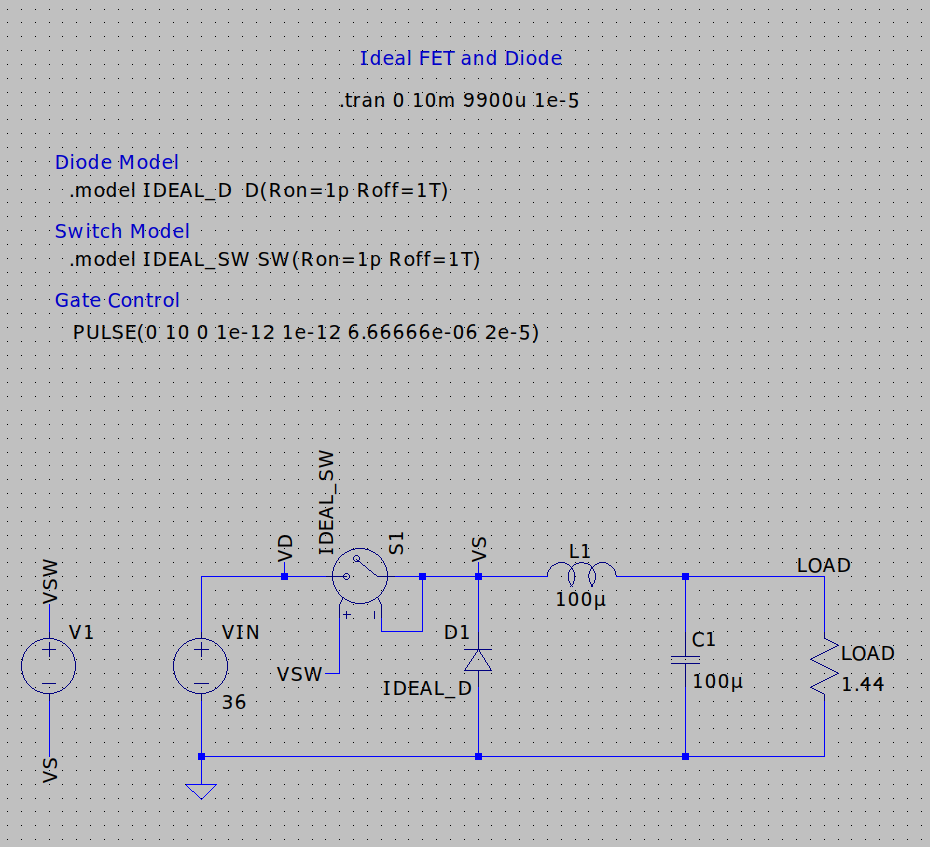 Ideal FET and Diode
.tran 0 10m 9900u 1e-5
Diode Model
.model IDEAL_D D(Ron=1p Roff=1T)
Switch Model
.model IDEAL_SW SW(Ron=1p Roff=1T)
Gate Control
PULSE(0 10 0 1e-12 1e-12 6.66666e-06 2e-5)
VSW
V1
VS
VIN
36
VD
IDEAL_SW
S1
+
−
VSW
VS
D1
IDEAL_D
L1
100µ
C1
100µ
LOAD
LOAD
1.44